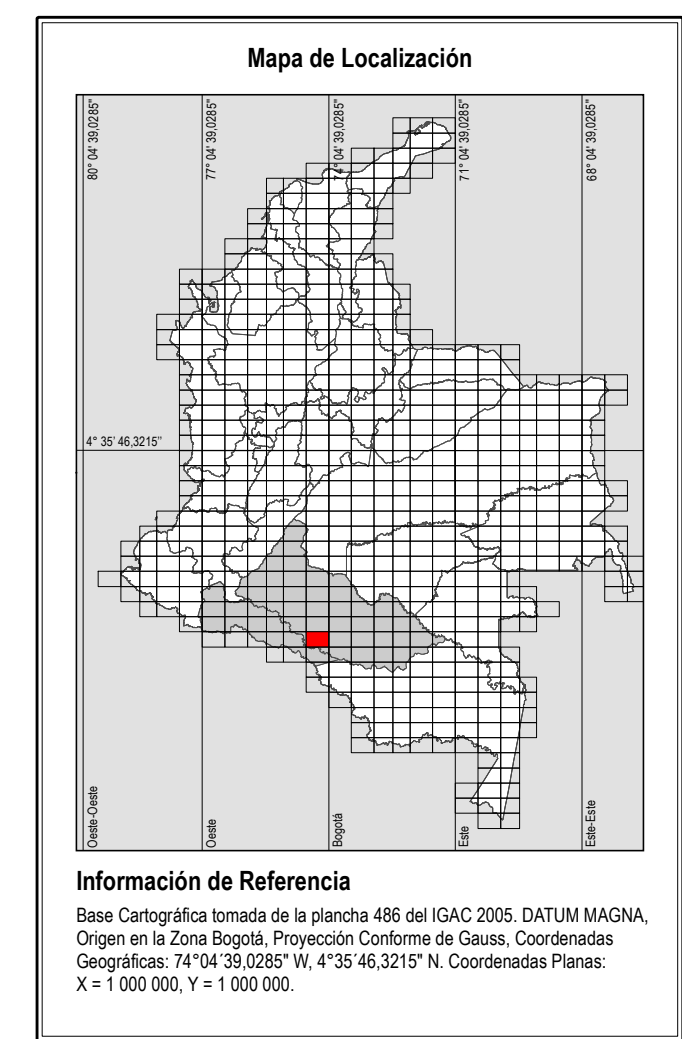 Mapa de Localización
80° 04' 39,0285"
77° 04' 39,0285"
74° 04' 39,0285"
71° 04' 39,0285"
68° 04' 39,0285"
4° 35' 46,3215"
Oeste-Oeste
Oeste
Bogotá
Este
Este-Este
Información de Referencia
Base Cartográfica tomada de la plancha 486 del IGAC 2005. DATUM MAGNA,
Origen en la Zona Bogotá, Proyección Conforme de Gauss, Coordenadas
Geográficas: 74°04´39,0285" W, 4°35´46,3215" N. Coordenadas Planas:
X = 1 000 000, Y = 1 000 000.